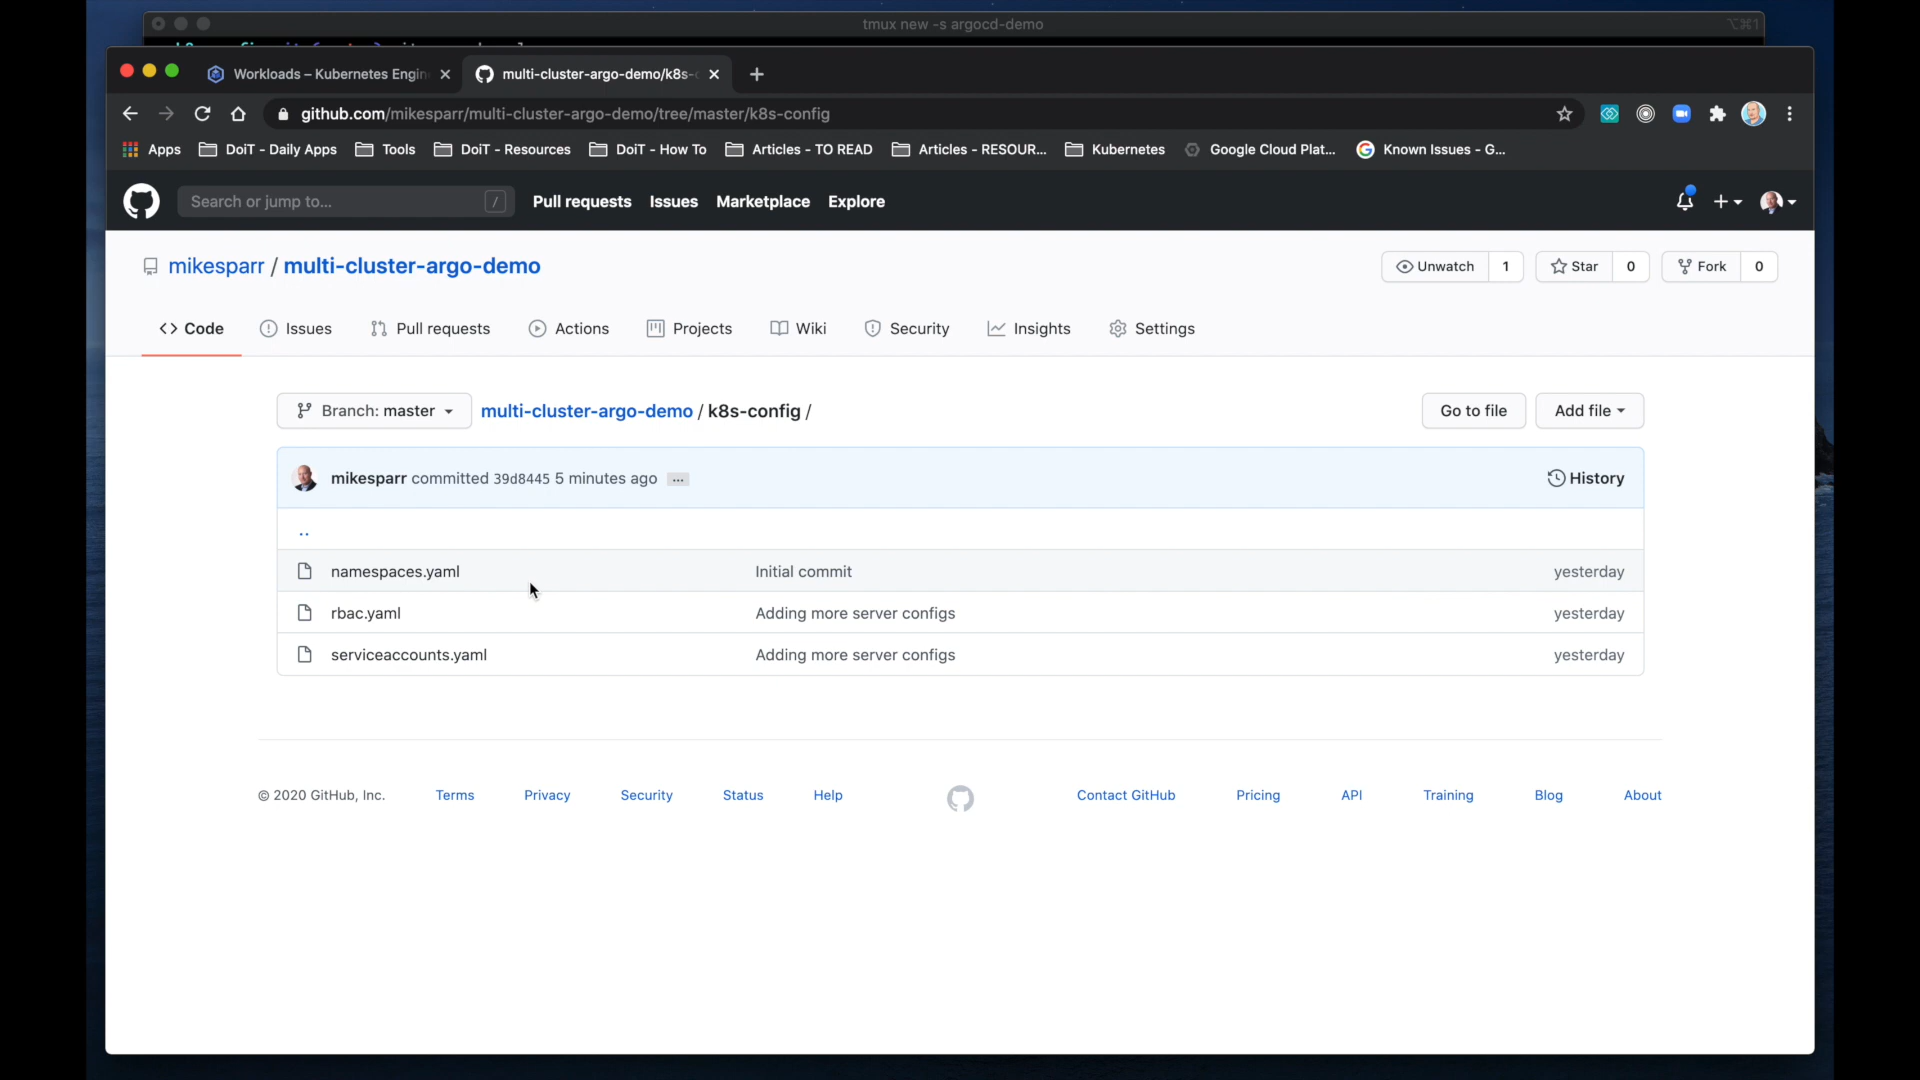 tmux new -s argocd-demo
⌥⌘1
Workloads – Kubernetes Engin
multi-cluster-argo-demo/k8s-
github.com/mikesparr/multi-cluster-argo-demo/tree/master/k8s-config
Apps
DoiT - Daily Apps
Tools
DoiT - Resources
DoiT - How To
Articles - TO READ
Articles - RESOUR...
Kubernetes
Google Cloud Plat...
Known Issues - G...
Search or jump to...
/
Pull requests
Issues
Marketplace
Explore
mikesparr / multi-cluster-argo-demo
Unwatch 1
Star 0
Fork 0
Code
Issues
Pull requests
Actions
Projects
Wiki
Security
Insights
Settings
Branch: master
multi-cluster-argo-demo / k8s-config /
Go to file
Add file
mikesparr committed 39d8445 5 minutes ago ...
History
..
namespaces.yaml Initial commit yesterday
rbac.yaml Adding more server configs yesterday
serviceaccounts.yaml Adding more server configs yesterday
© 2020 GitHub, Inc.
Terms
Privacy
Security
Status
Help
Contact GitHub
Pricing
API
Training
Blog
About